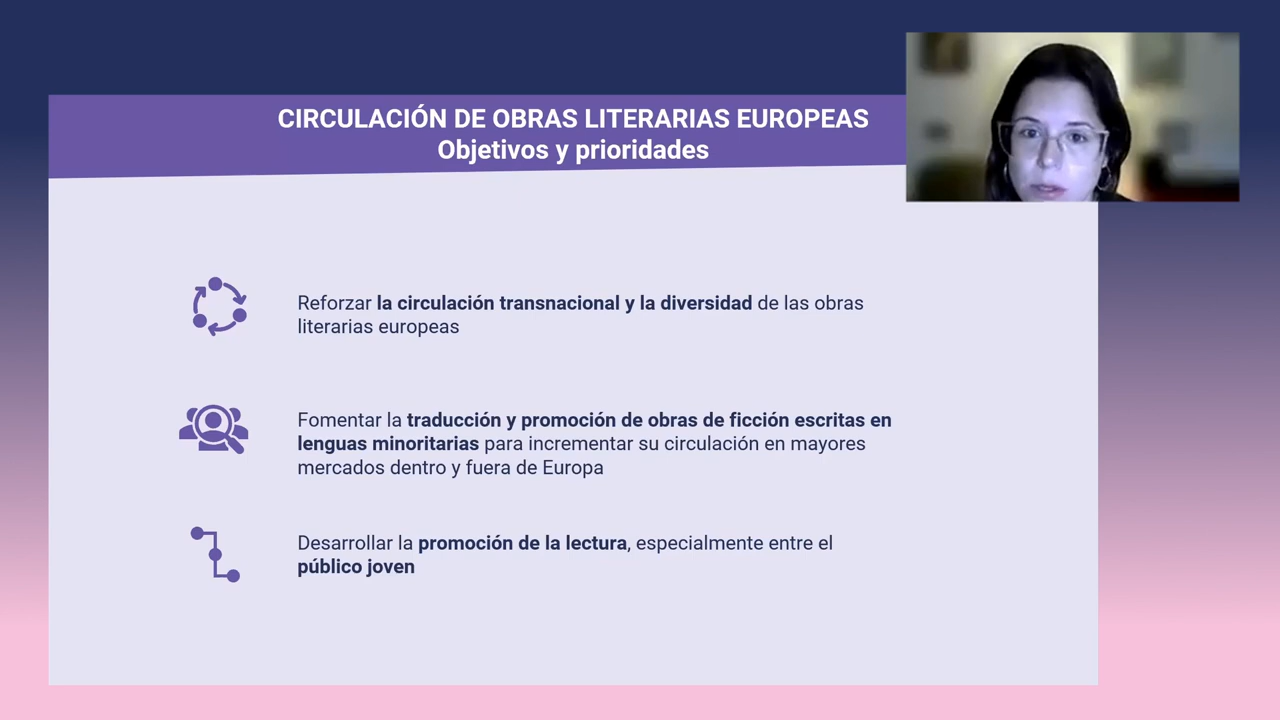 CIRCULACIÓN DE OBRAS LITERARIAS EUROPEAS
Objetivos y prioridades
Reforzar la circulación transnacional y la diversidad de las obras
literarias europeas
Fomentar la traducción y promoción de obras de ficción escritas en
lenguas minoritarias para incrementar su circulación en mayores
mercados dentro y fuera de Europa
Desarrollar la promoción de la lectura, especialmente entre el
público joven